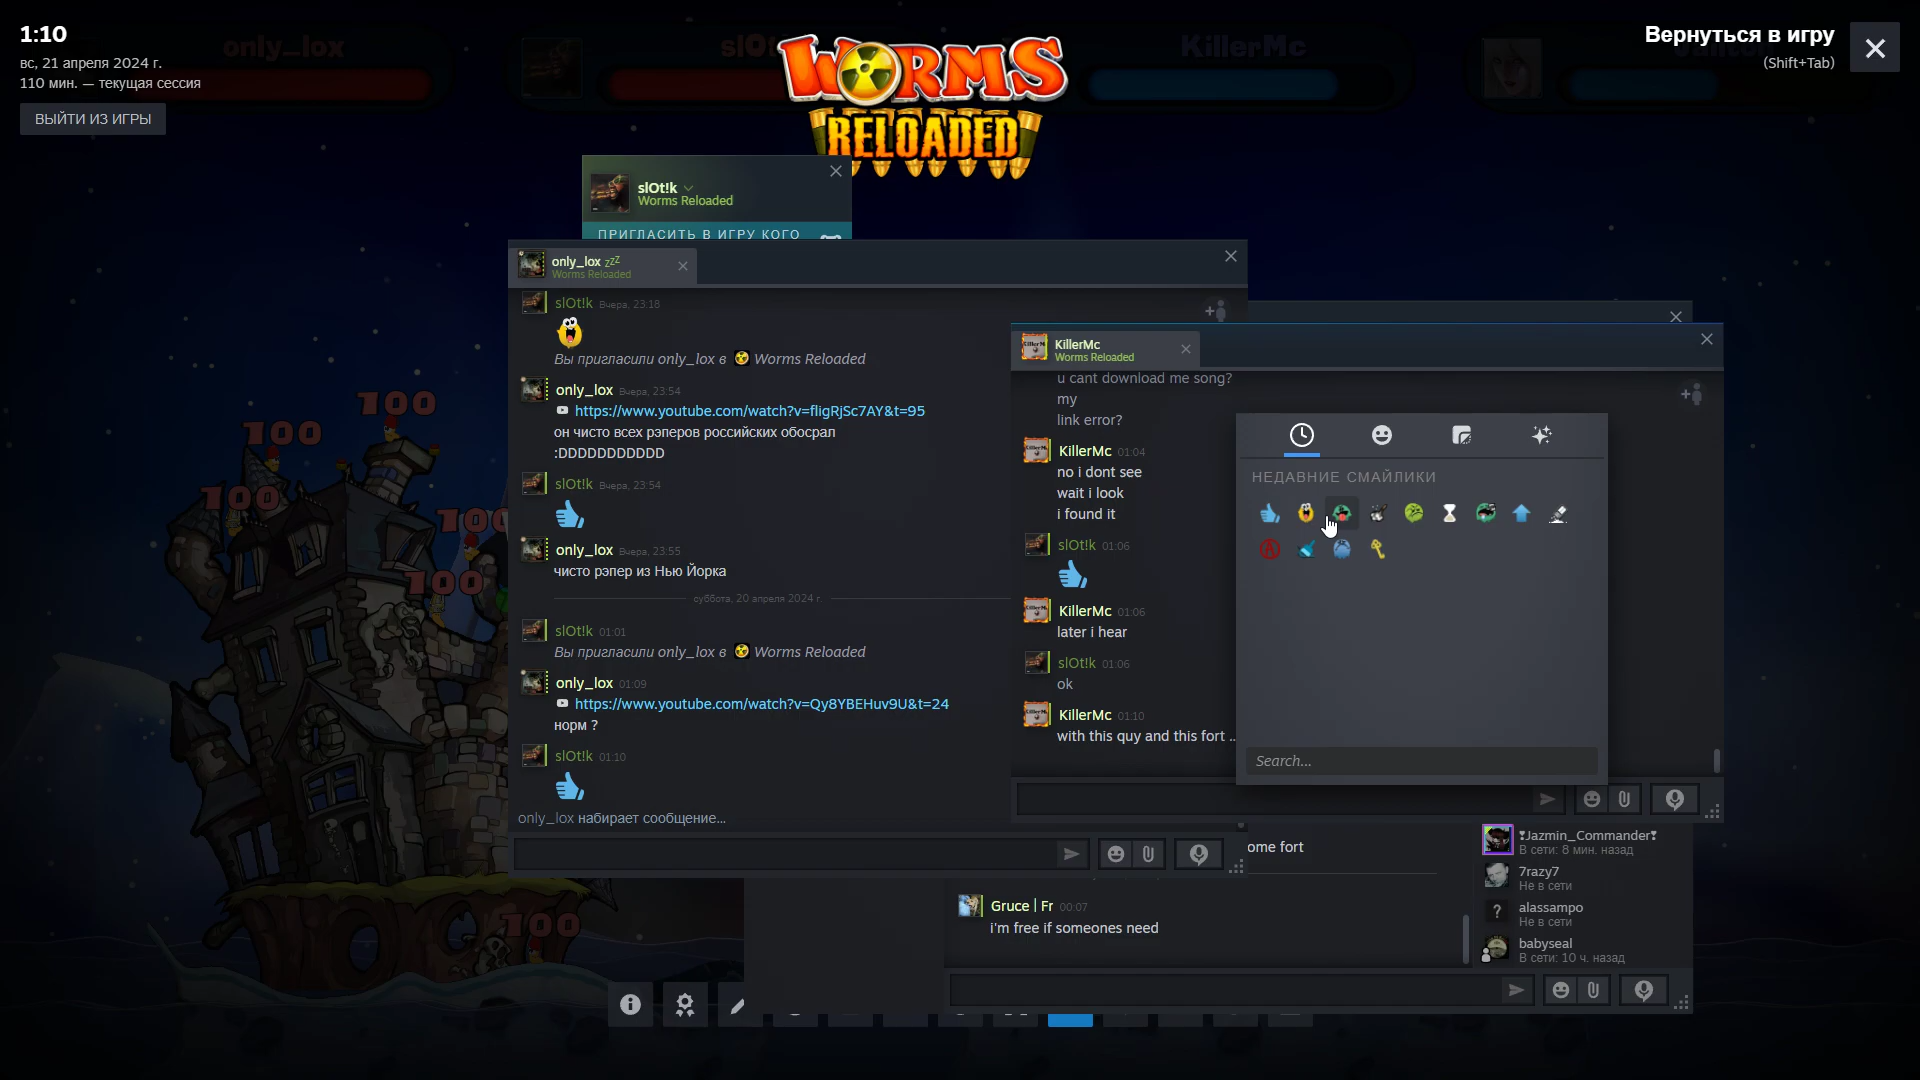 1:10
вс, 21 апреля 2024 г.
110 мин. — текущая сессия
ВЫЙТИ ИЗ ИГРЫ
only_lox
slO!
KillerMc
WORMS
RELOADED
Вернуться в игру
(Shift+Tab)
slOt!k
Worms Reloaded
ПРИГЛАСИТЬ В ИГРУ КОГО
only_lox zzz
Worms Reloaded
slOt!k Вчера, 23:18
Вы пригласили only_lox в Worms Reloaded
only_lox Вчера, 23:54
https://www.youtube.com/watch?v=fligRjSc7AY&t=95
он чисто всех рэперов российских обосрал
:DDDDDDDDDDD
slOt!k Вчера, 23:54
only_lox Вчера, 23:55
чисто рэпер из Нью Йорка
суббота, 20 апреля 2024 г.
slOt!k 01:01
Вы пригласили only_lox в Worms Reloaded
only_lox 01:09
https://www.youtube.com/watch?v=Qy8YBEHuv9U&t=24
норм ?
slOt!k 01:10
only_lox набирает сообщение...
KillerMc
Worms Reloaded
u cant download me song?
my
link error?
KillerMc 01:04
no i dont see
wait i look
i found it
slOt!k 01:06
KillerMc 01:06
later i hear
slOt!k 01:06
ok
KillerMc 01:10
with this quy and this fort ..
НЕДАВНИЕ СМАЙЛИКИ
Search...
ome fort
Gruce | Fr 00:07
i'm free if someones need
❢Jazmin_Commander❢
В сети: 8 мин. назад
7razy7
Не в сети
alassampo
Не в сети
babyseal
В сети: 10 ч. назад
100
100
100
100
100
100